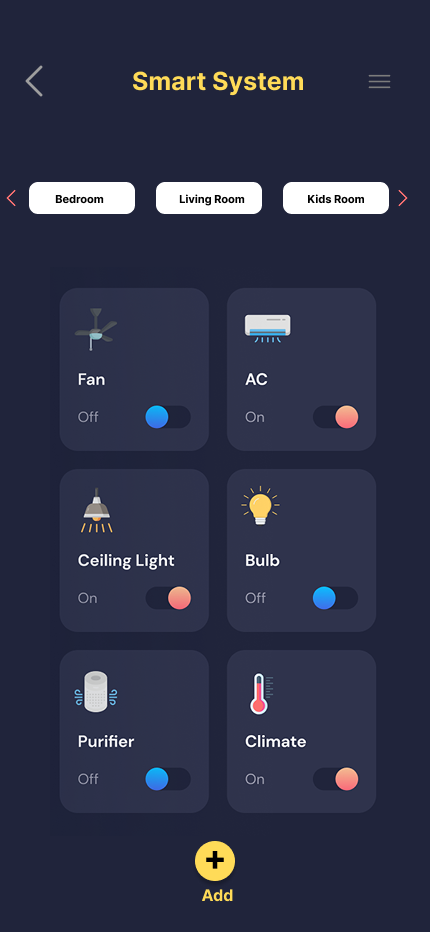 Smart System
Bedroom
Living Room
Kids Room
Fan
Off
AC
On
Ceiling Light
On
Bulb
Off
Purifier
Off
Climate
On
Add